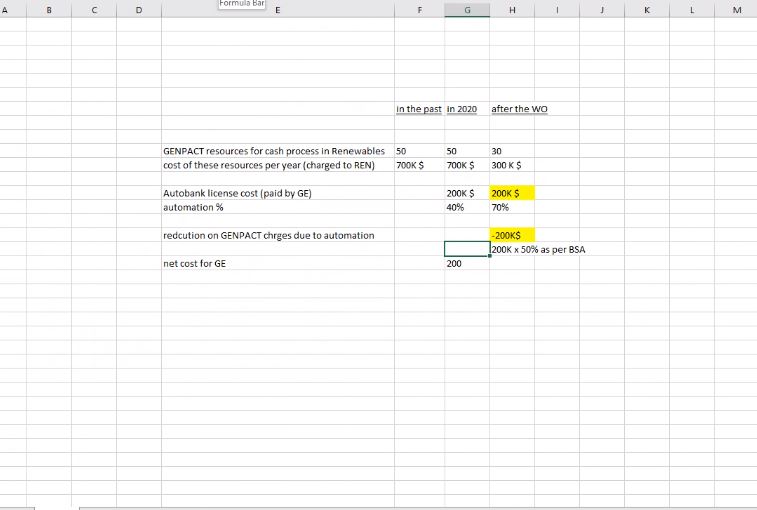 Formula Bar
A B C D E F G H I J K L M
in the past in 2020 after the WO
GENPACT resources for cash process in Renewables 50 50 30
cost of these resources per year (charged to REN) 700K $ 700K $ 300 K $
Autobank license cost (paid by GE) 200K $ 200K $
automation % 40% 70%
redcution on GENPACT chrges due to automation -200K$
200K x 50% as per BSA
net cost for GE 200